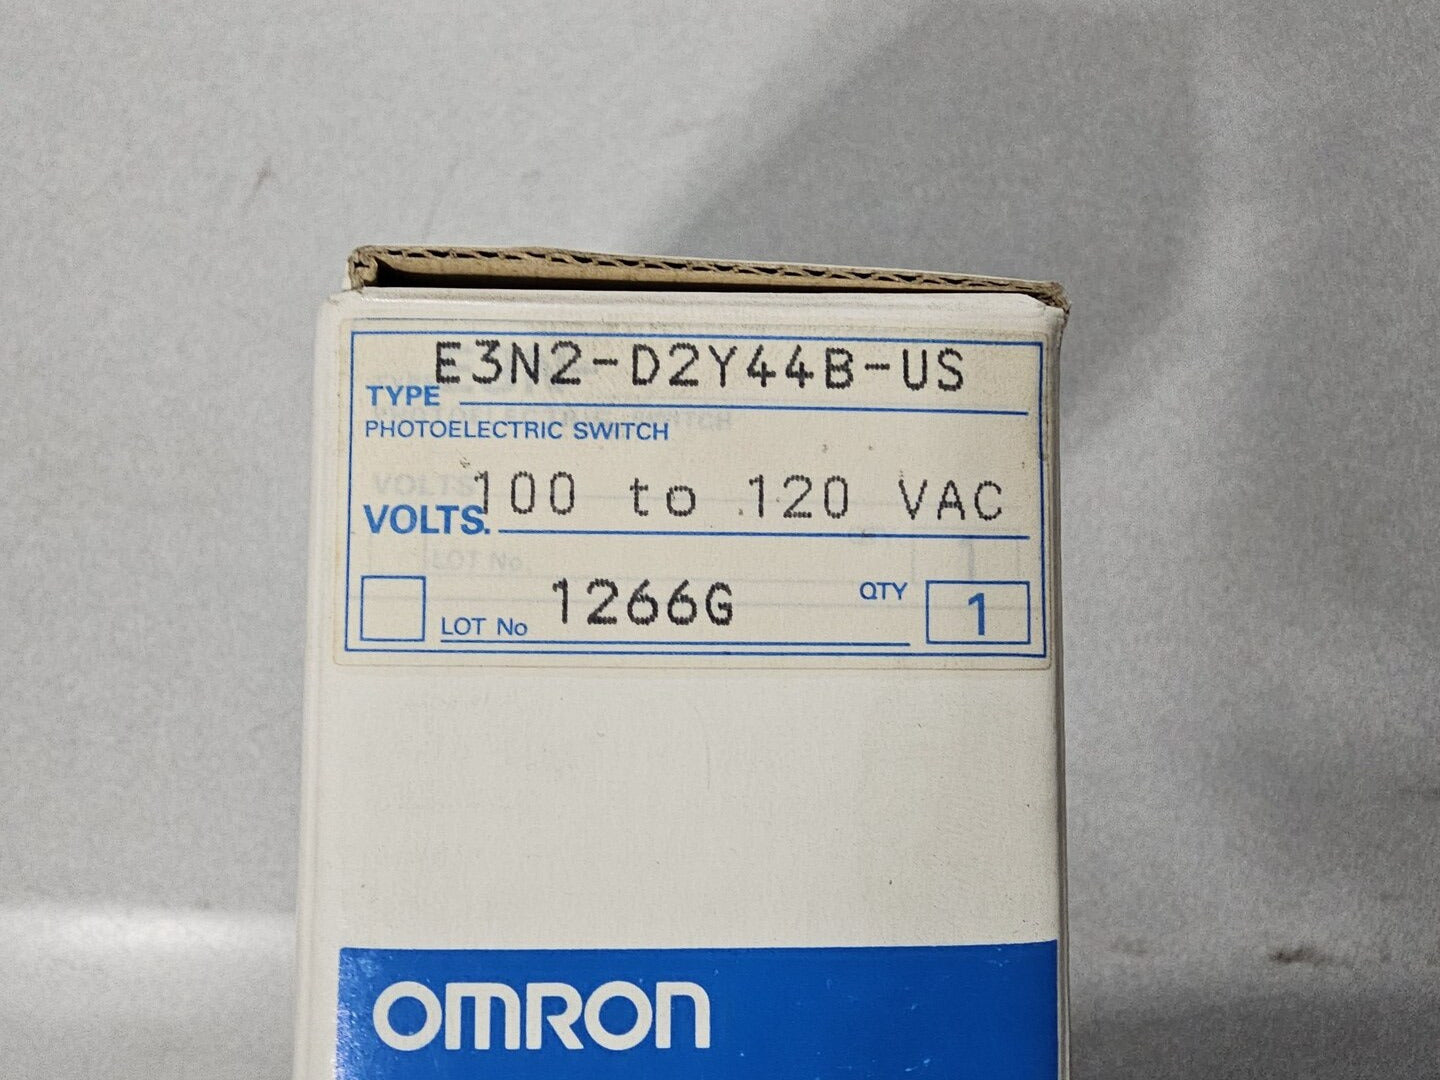 E3N2-D2Y44B-US
TYPE
PHOTOELECTRIC SWITCH
100 to 120 VAC
VOLTS.
LOT No 1266G QTY 1
OMRON